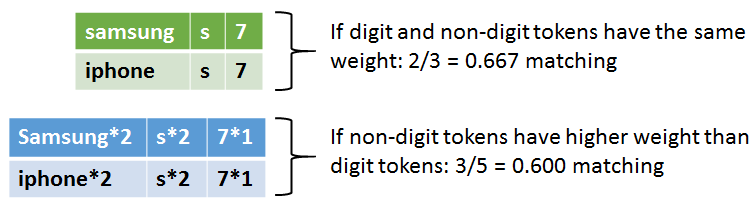 samsung s 7
iphone s 7
If digit and non-digit tokens have the same
weight: 2/3 = 0.667 matching
Samsung*2 s*2 7*1
iphone*2 s*2 7*1
If non-digit tokens have higher weight than
digit tokens: 3/5 = 0.600 matching